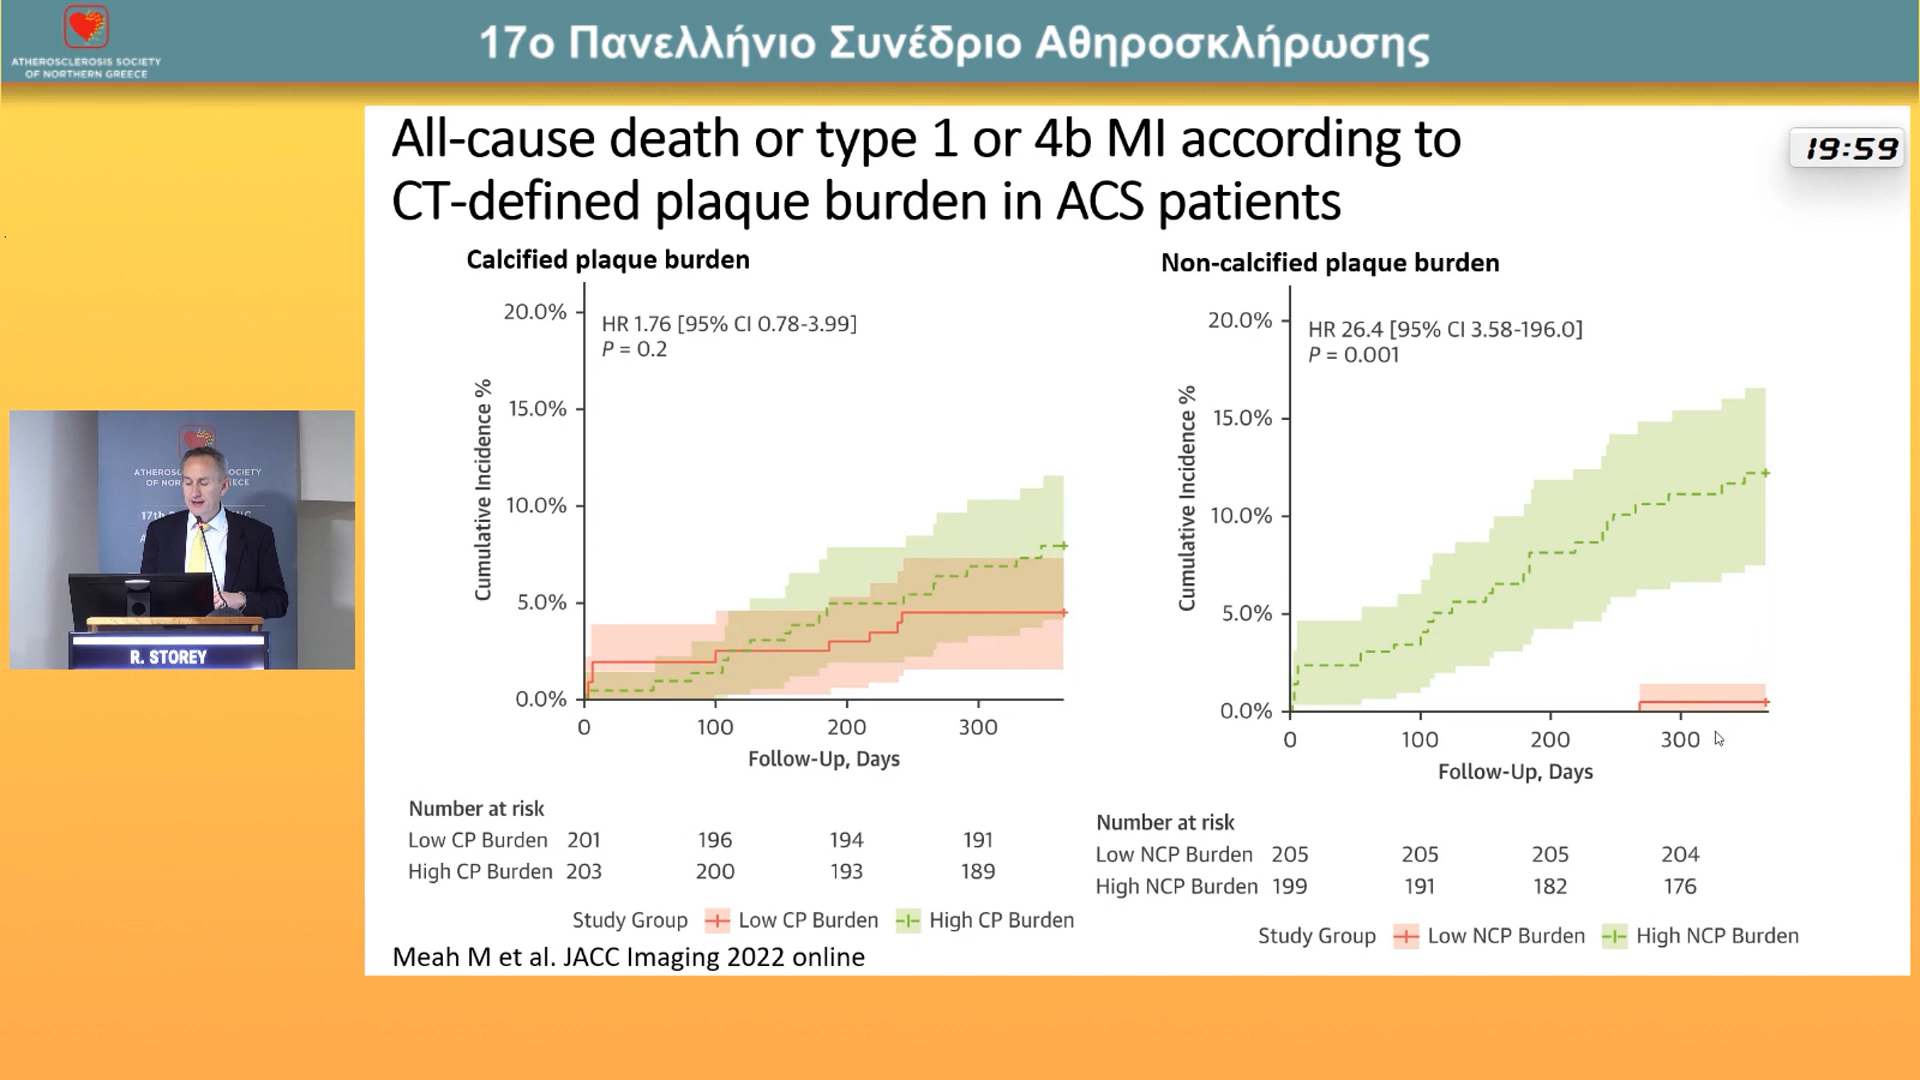 ATHEROSCLEROSIS SOCIETY
OF NORTHERN GREECE
17ο Πανελλήνιο Συνέδριο Αθηροσκλήρωσης
19:59
All-cause death or type 1 or 4b MI according to
CT-defined plaque burden in ACS patients
Calcified plaque burden
HR 1.76 [95% CI 0.78-3.99]
P = 0.2
Cumulative Incidence %
20.0%
15.0%
10.0%
5.0%
0.0%
0 100 200 300
Follow-Up, Days
Number at risk
Low CP Burden 201 196 194 191
High CP Burden 203 200 193 189
Study Group Low CP Burden High CP Burden
Non-calcified plaque burden
HR 26.4 [95% CI 3.58-196.0]
P = 0.001
Cumulative Incidence %
20.0%
15.0%
10.0%
5.0%
0.0%
0 100 200 300
Follow-Up, Days
Number at risk
Low NCP Burden 205 205 205 204
High NCP Burden 199 191 182 176
Study Group Low NCP Burden High NCP Burden
Meah M et al. JACC Imaging 2022 online
R. STOREY